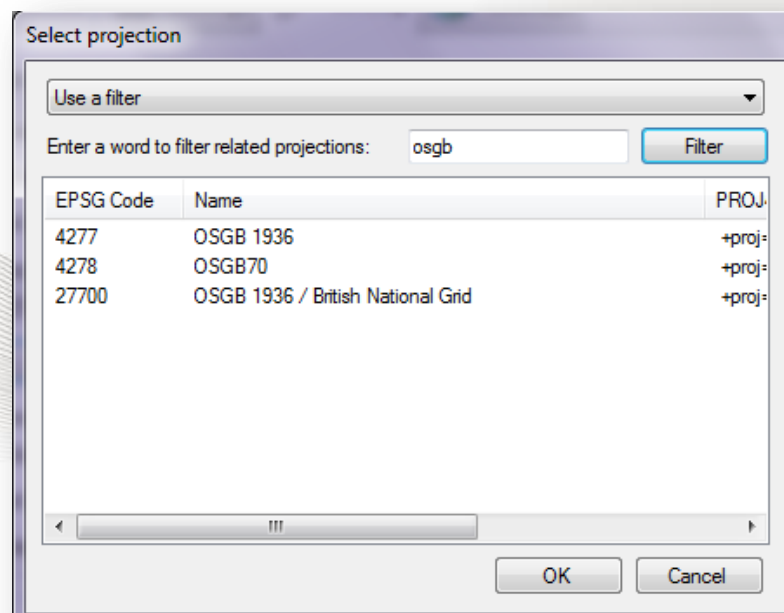 Select projection
Use a filter
Enter a word to filter related projections: osgb Filter
EPSG Code Name PROJ
4277 OSGB 1936 +proj=
4278 OSGB70 +proj=
27700 OSGB 1936 / British National Grid +proj=
OK Cancel